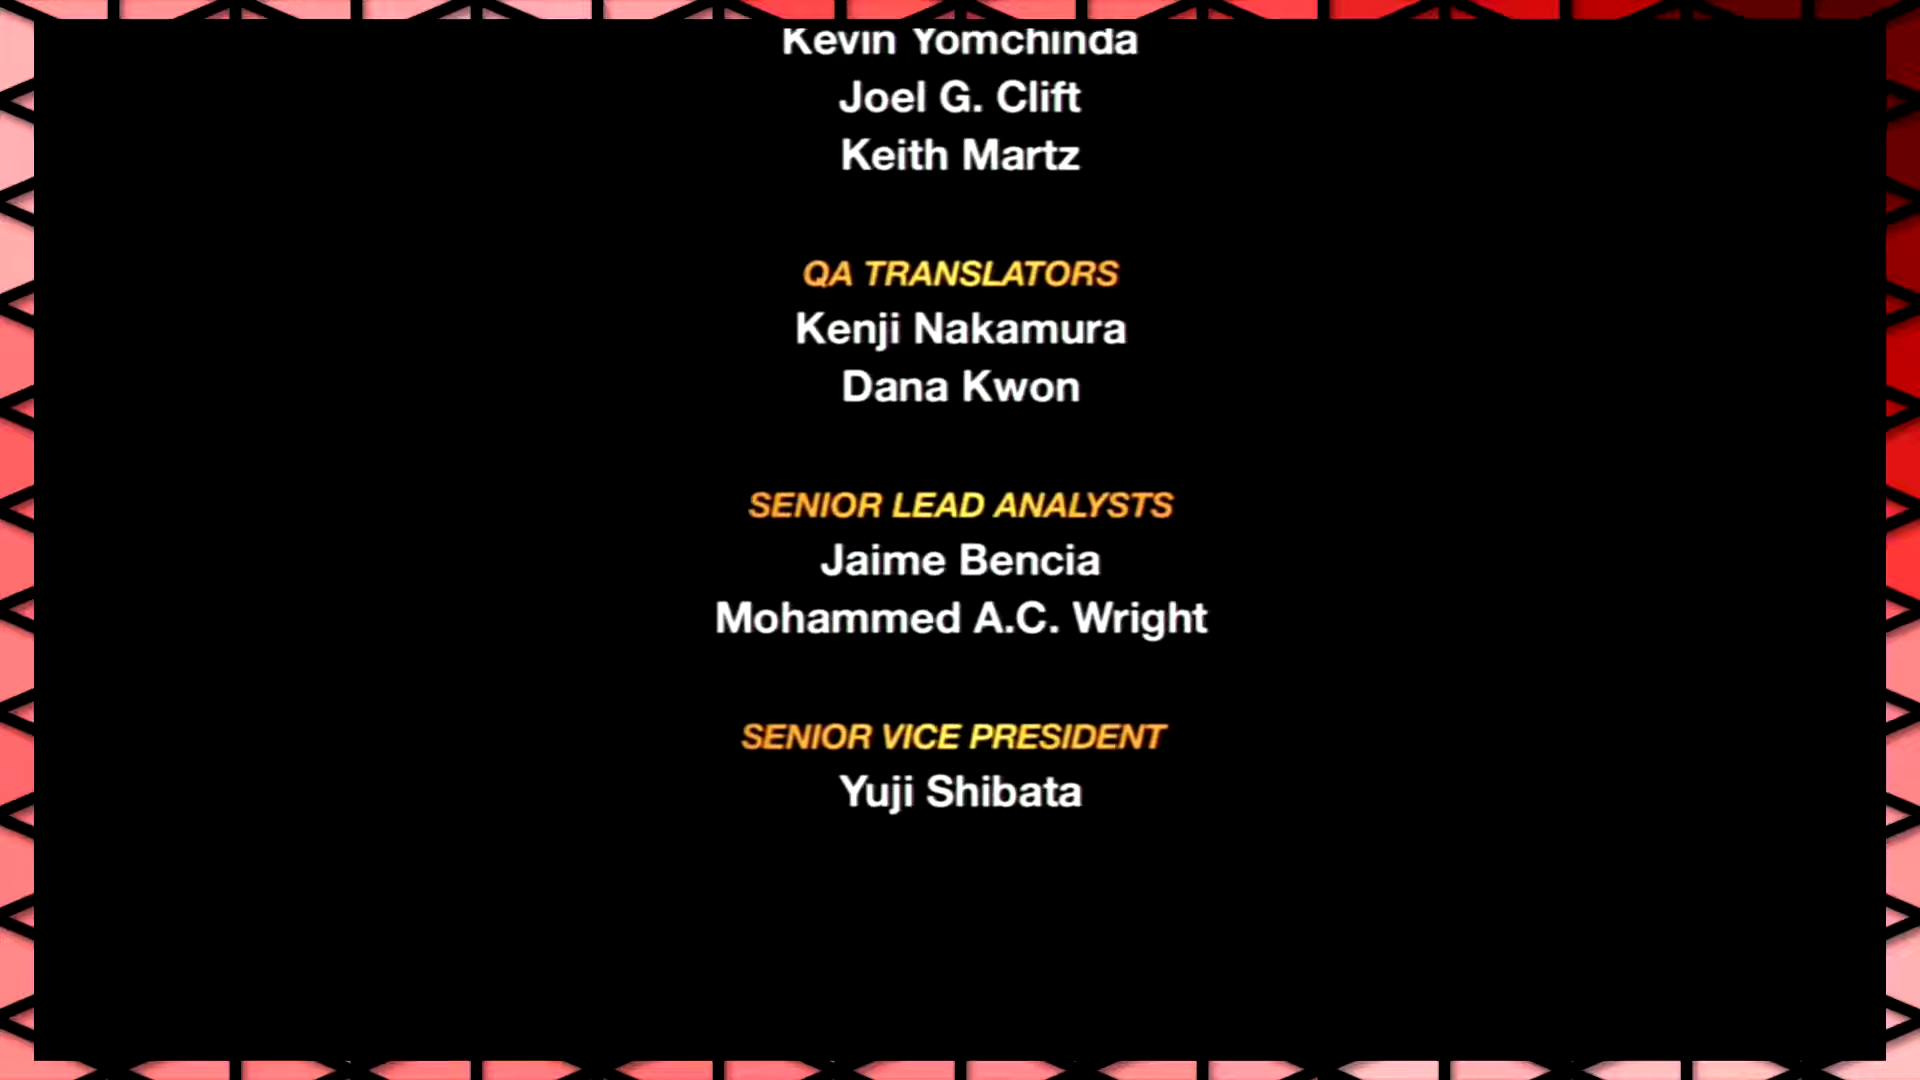 Kevin Yomchinda
Joel G. Clift
Keith Martz
QA TRANSLATORS
Kenji Nakamura
Dana Kwon
SENIOR LEAD ANALYSTS
Jaime Bencia
Mohammed A.C. Wright
SENIOR VICE PRESIDENT
Yuji Shibata